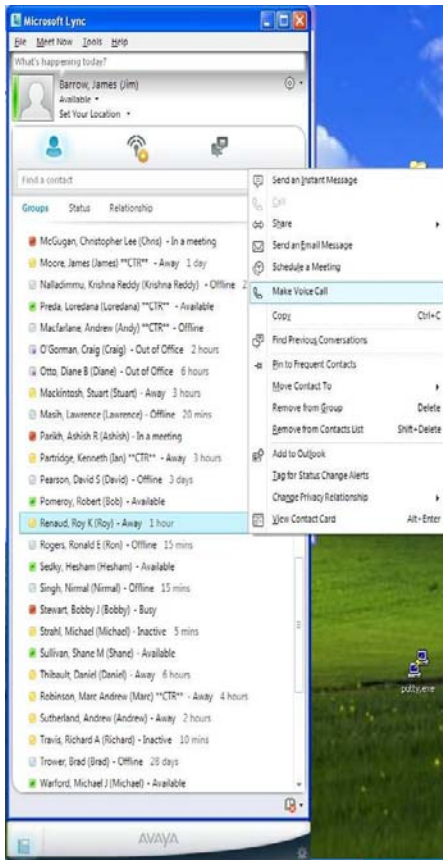 Microsoft Lync
File Meet Now Tools Help
What's happening today?
Barrow, James (Jim)
Available
Set Your Location
Find a contact
Groups Status Relationship
McGugan, Christopher Lee (Chris) - In a meeting
Moore, James (James) **CTR** - Away 1 day
Nalladimmu, Krishna Reddy (Krishna Reddy) - Offline 2
Preda, Loredana (Loredana) **CTR** - Available
Macfarlane, Andrew (Andy) **CTR** - Offline
O'Gorman, Craig (Craig) - Out of Office 2 hours
Otto, Diane B (Diane) - Out of Office 6 hours
Mackintosh, Stuart (Stuart) - Away 3 hours
Masih, Lawrence (Lawrence) - Offline 20 mins
Parikh, Ashish R (Ashish) - In a meeting
Partridge, Kenneth (Ian) **CTR** - Away 3 hours
Pearson, David S (David) - Offline 3 days
Pomeroy, Robert (Bob) - Available
Renaud, Roy K (Roy) - Away 1 hour
Rogers, Ronald E (Ron) - Offline 15 mins
Sedky, Hesham (Hesham) - Available
Singh, Nirmal (Nirmal) - Offline 15 mins
Stewart, Bobby J (Bobby) - Busy
Strahl, Michael (Michael) - Inactive 5 mins
Sullivan, Shane M (Shane) - Available
Thibault, Daniel (Daniel) - Away 6 hours
Robinson, Marc Andrew (Marc) **CTR** - Away 4 hours
Sutherland, Andrew (Andrew) - Away 2 hours
Travis, Richard A (Richard) - Inactive 10 mins
Trower, Brad (Brad) - Offline 28 days
Warford, Michael J (Michael) - Available
AVAYA
Send an Instant Message
Call
Share
Send an Email Message
Schedule a Meeting
Make Voice Call
Copy Ctrl+C
Find Previous Conversations
Pin to Frequent Contacts
Move Contact To
Remove from Group Delete
Remove from Contacts List Shift+Delete
Add to Outlook
Tag for Status Change Alerts
Change Privacy Relationship
View Contact Card Alt+Enter
putty.exe